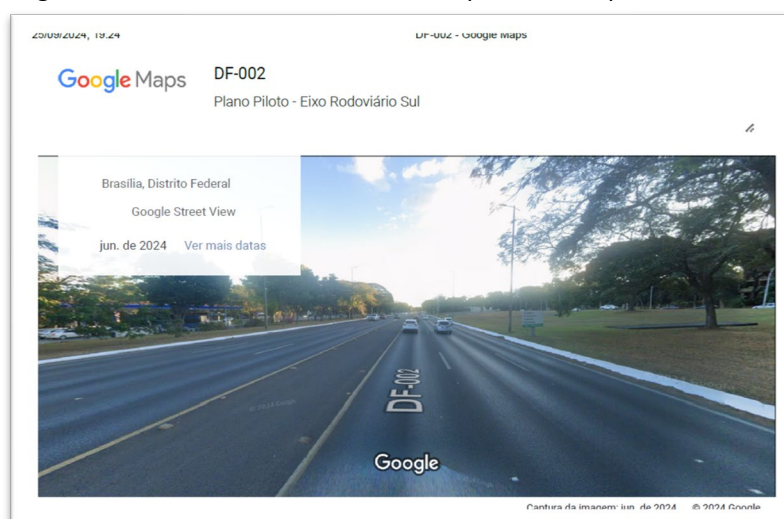 25/09/2024, 19:24
DF-002 - Google Maps
Google Maps
DF-002
Plano Piloto - Eixo Rodoviário Sul
Brasília, Distrito Federal
Google Street View
jun. de 2024 Ver mais datas
DF-002
Google
Captura da imagem: jun. de 2024 © 2024 Google